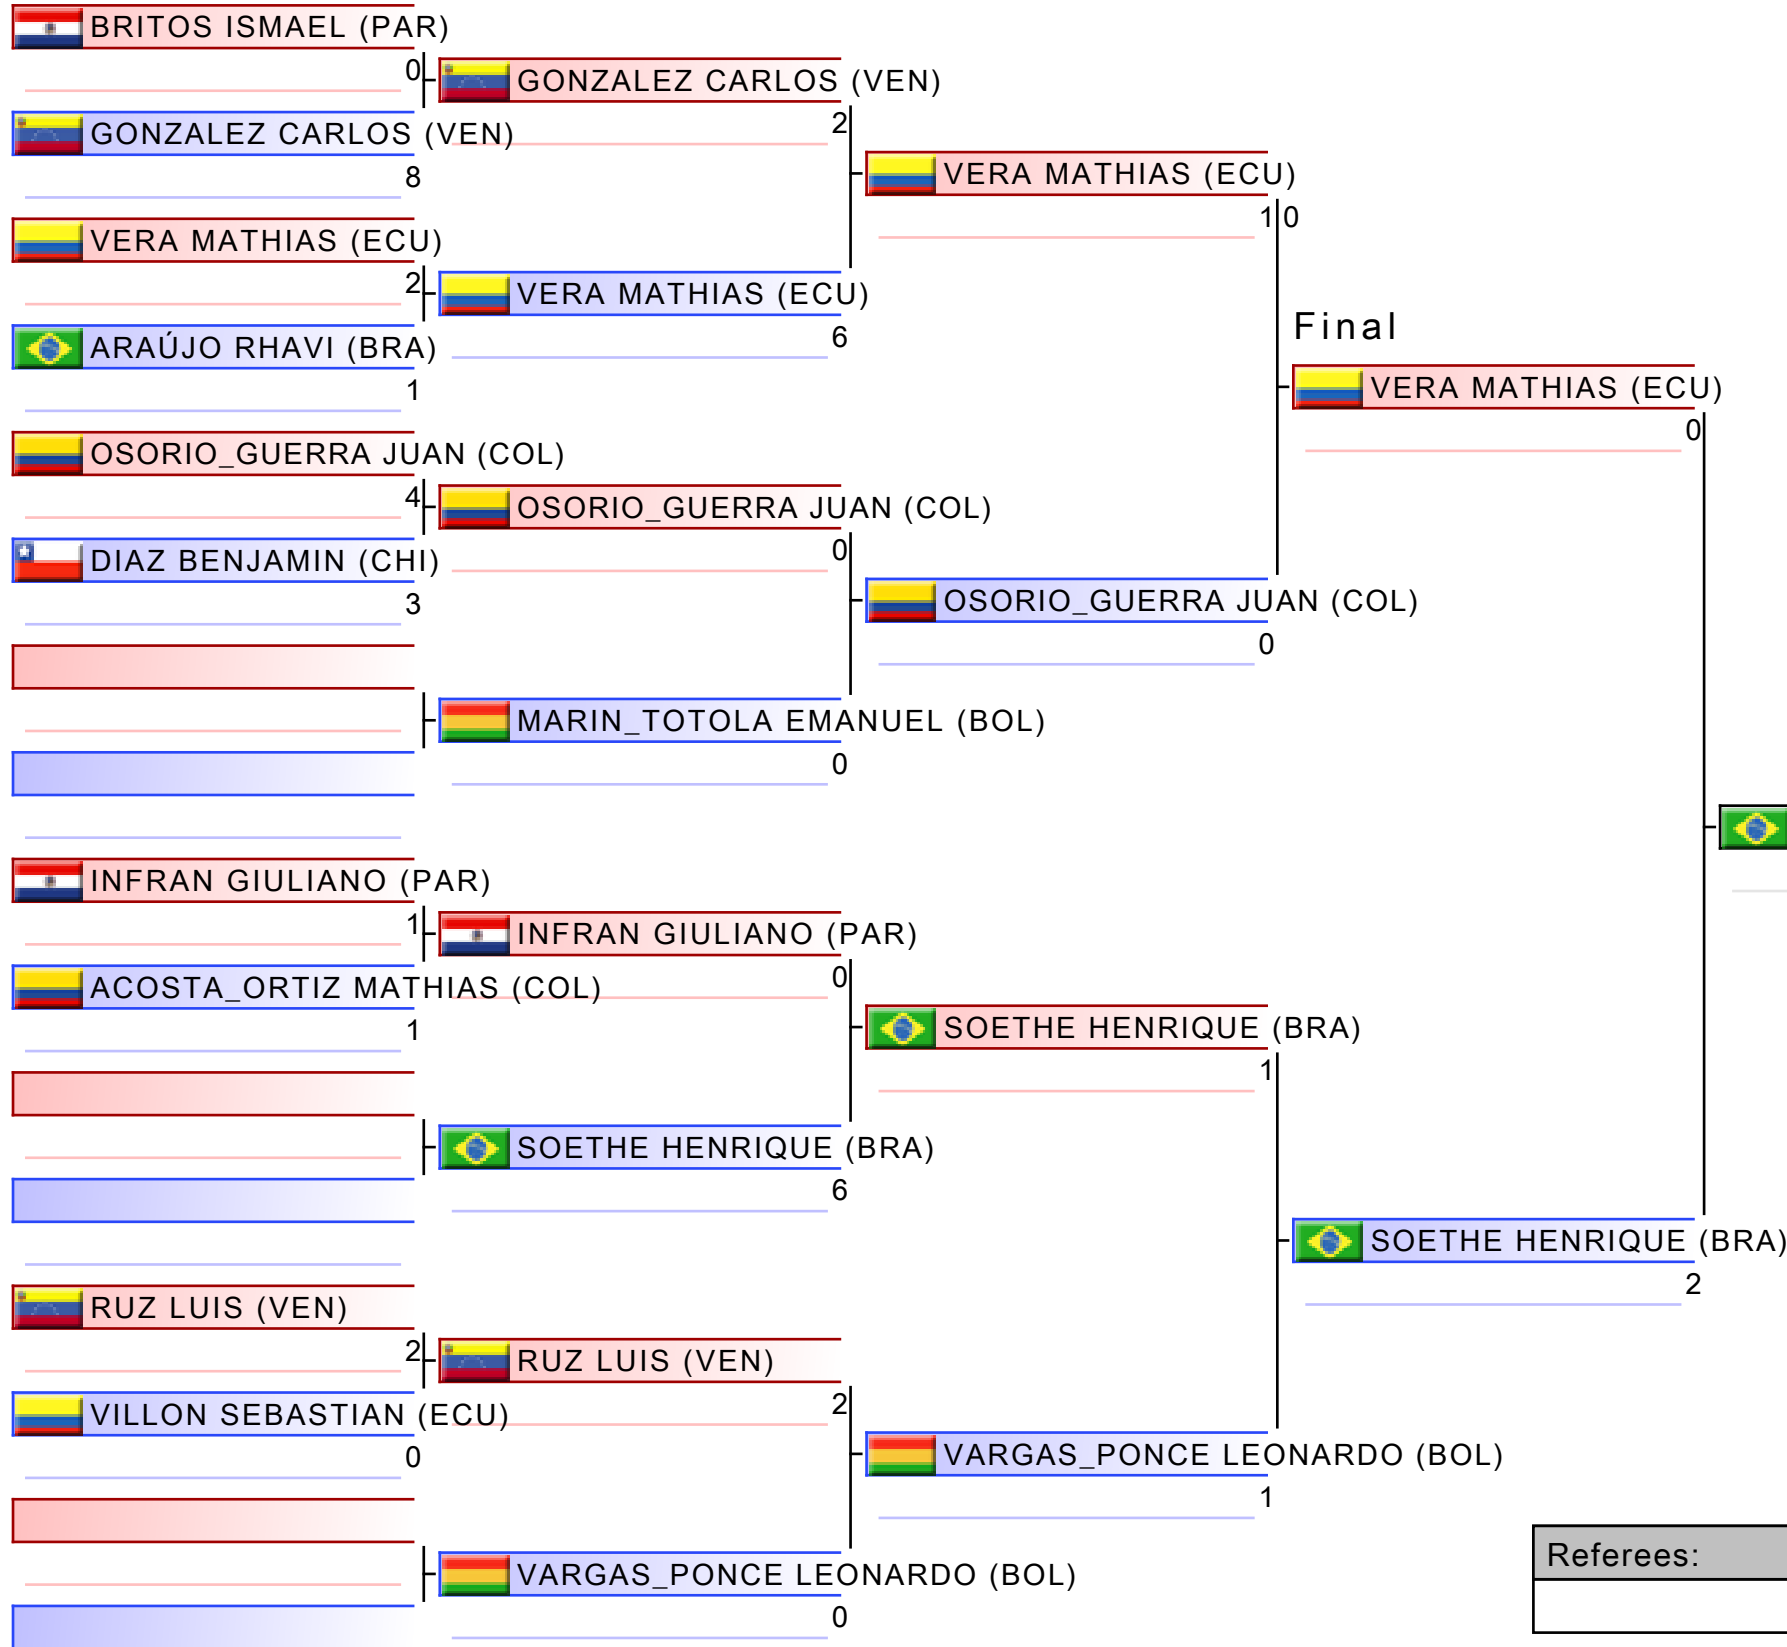 BRITOS ISMAEL (PAR)
0
GONZALEZ CARLOS (VEN)
8
VERA MATHIAS (ECU)
2
ARAÚJO RHAVI (BRA)
1
OSORIO_GUERRA JUAN (COL)
4
DIAZ BENJAMIN (CHI)
3
INFRAN GIULIANO (PAR)
1
ACOSTA_ORTIZ MATHIAS (COL)
1
RUZ LUIS (VEN)
2
VILLON SEBASTIAN (ECU)
0
GONZALEZ CARLOS (VEN)
2
VERA MATHIAS (ECU)
6
OSORIO_GUERRA JUAN (COL)
0
MARIN_TOTOLA EMANUEL (BOL)
0
INFRAN GIULIANO (PAR)
0
SOETHE HENRIQUE (BRA)
6
RUZ LUIS (VEN)
2
VARGAS_PONCE LEONARDO (BOL)
0
VERA MATHIAS (ECU)
10
OSORIO_GUERRA JUAN (COL)
0
SOETHE HENRIQUE (BRA)
1
VARGAS_PONCE LEONARDO (BOL)
1
Final
VERA MATHIAS (ECU)
0
SOETHE HENRIQUE (BRA)
2
Referees: